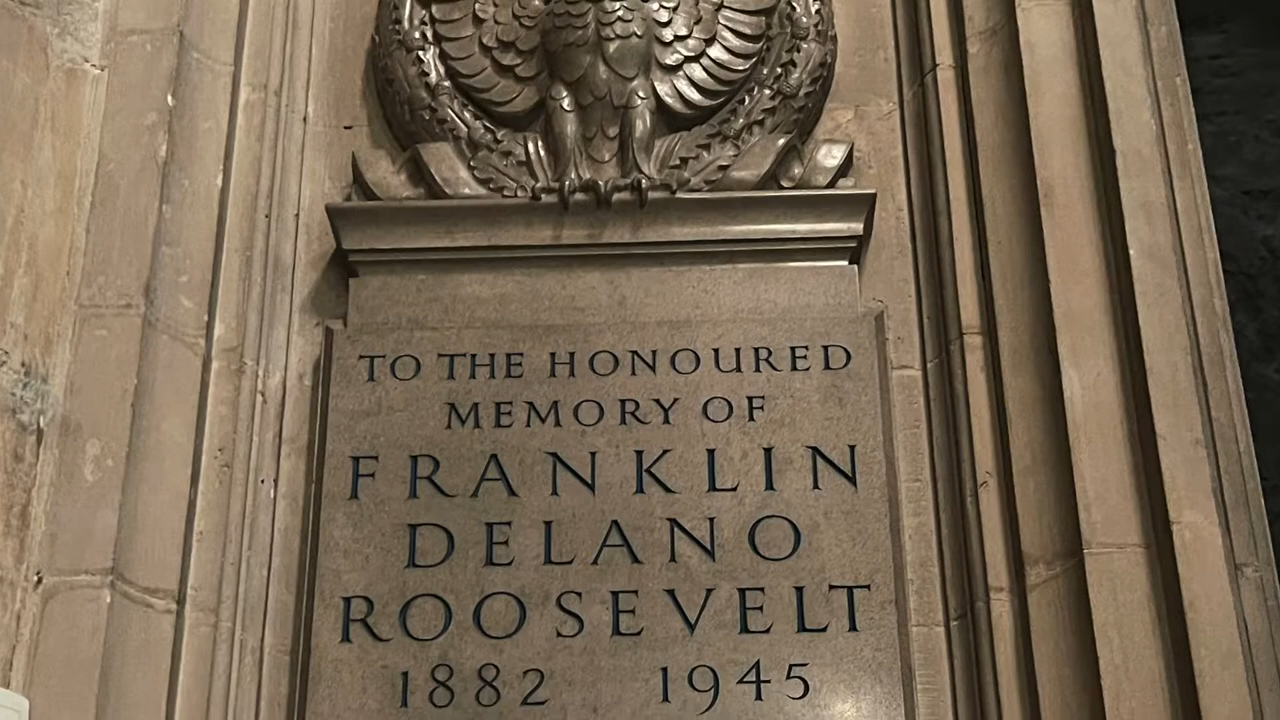 TO THE HONOURED
MEMORY OF
FRANKLIN
DELANO
ROOSEVELT
1882 1945